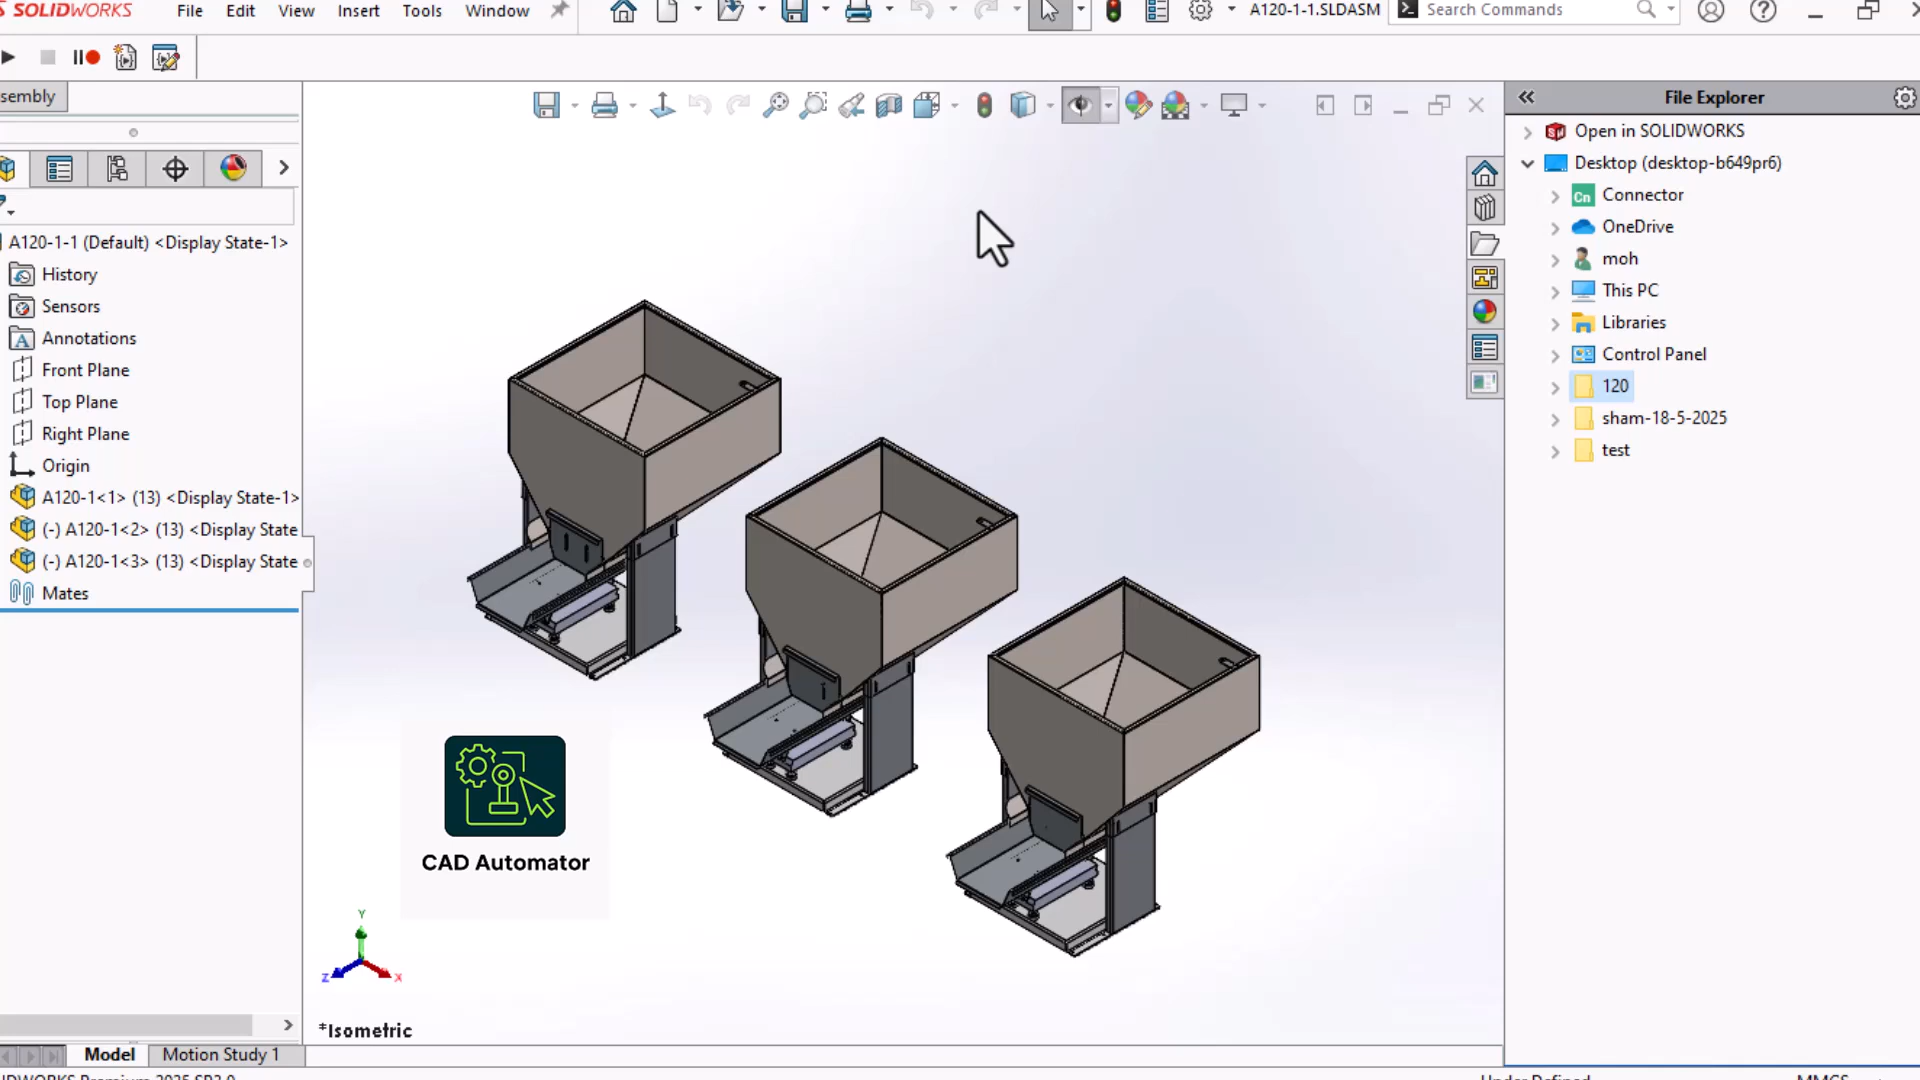 SOLIDWORKS File Edit View Insert Tools Window A120-1-1.SLDASM Search Commands
sembly
A120-1-1 (Default) <Display State-1>
History
Sensors
Annotations
Front Plane
Top Plane
Right Plane
Origin
A120-1<1> (13) <Display State-1>
(-) A120-1<2> (13) <Display State
(-) A120-1<3> (13) <Display State
Mates
CAD Automator
Y
Z
X
*Isometric
Model
Motion Study 1
File Explorer
Open in SOLIDWORKS
Desktop (desktop-b649pr6)
Cn Connector
OneDrive
moh
This PC
Libraries
Control Panel
120
sham-18-5-2025
test